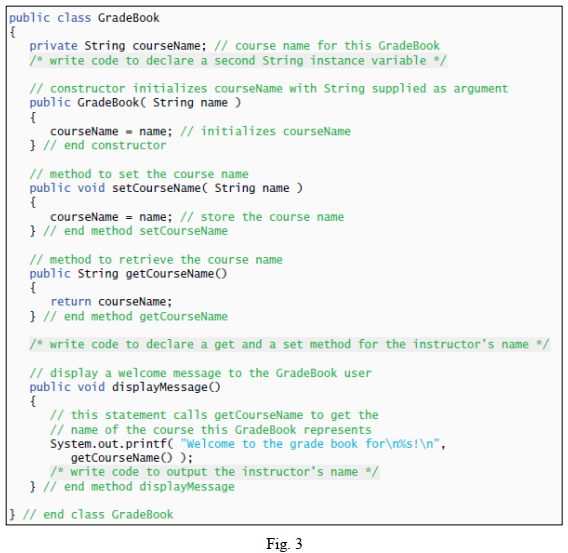 public class GradeBook
{
private String courseName; // course name for this GradeBook
/* write code to declare a second String instance variable */
// constructor initializes courseName with String supplied as argument
public GradeBook( String name )
{
courseName = name; // initializes courseName
} // end constructor
// method to set the course name
public void setCourseName( String name )
{
courseName = name; // store the course name
} // end method setCourseName
// method to retrieve the course name
public String getCourseName()
{
return courseName;
} // end method getCourseName
/* write code to declare a get and a set method for the instructor’s name */
// display a welcome message to the GradeBook user
public void displayMessage()
{
// this statement calls getCourseName to get the
// name of the course this GradeBook represents
System.out.printf( "Welcome to the grade book for\n%s!\n",
getCourseName() );
/* write code to output the instructor’s name */
} // end method displayMessage
} // end class GradeBook
Fig. 3